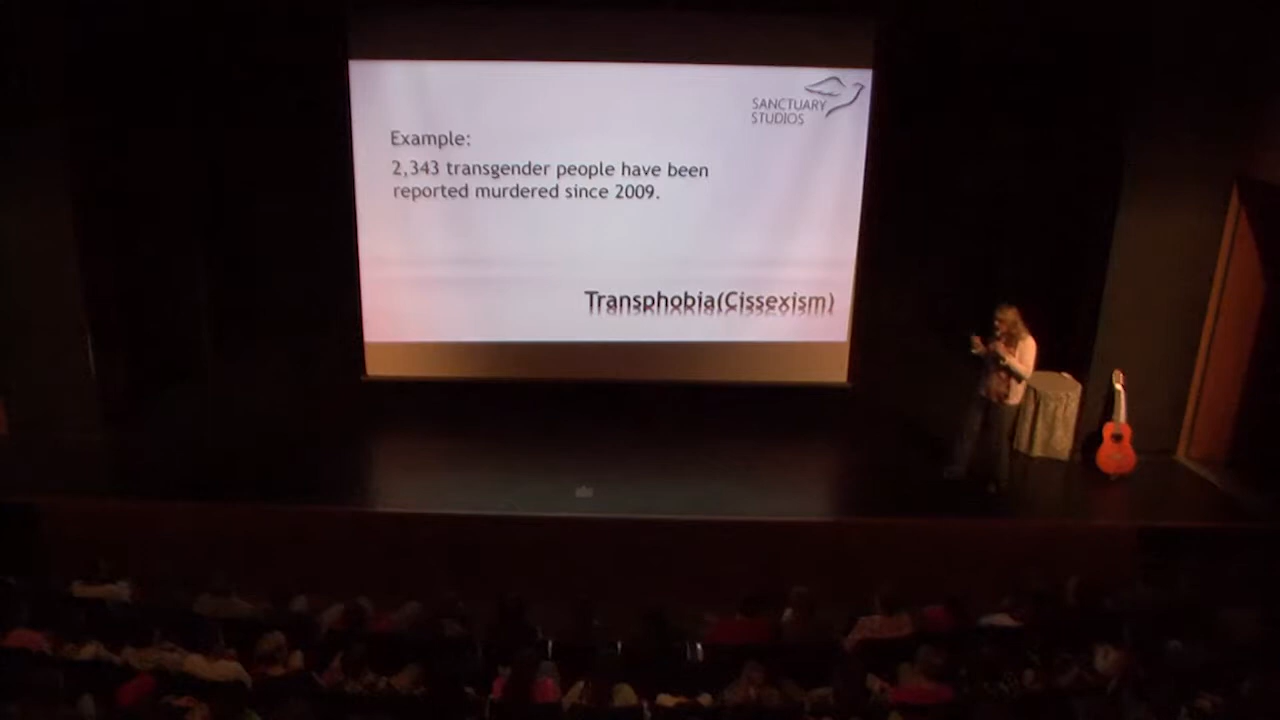 SANCTUARY
STUDIOS
Example:
2,343 transgender people have been
reported murdered since 2009.
Transphobia(Cissexism)